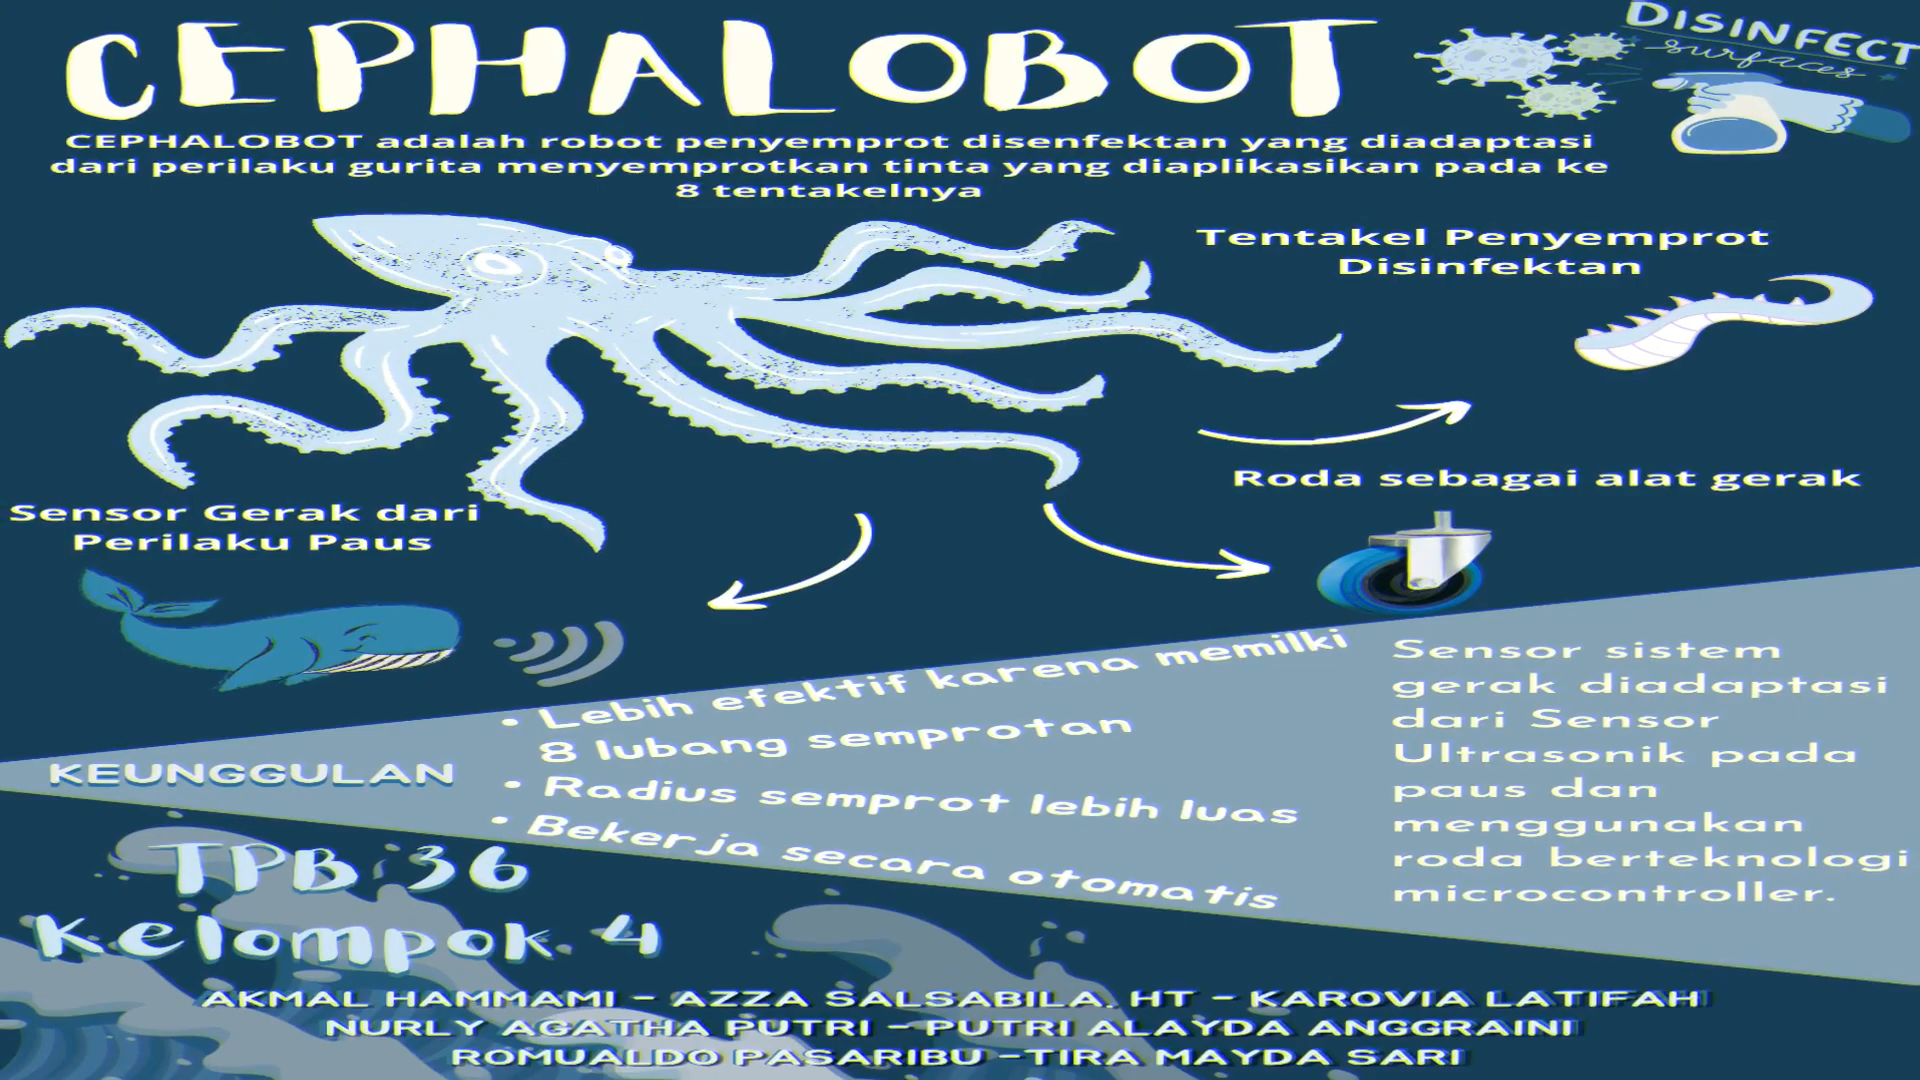 CEPHALOBOT
DISINFECT
surfaces
CEPHALOBOT adalah robot penyemprot disenfektan yang diadaptasi
dari perilaku gurita menyemprotkan tinta yang diaplikasikan pada ke
8 tentakelnya
Tentakel Penyemprot
Disinfektan
Roda sebagai alat gerak
Sensor Gerak dari
Perilaku Paus
KEUNGGULAN
• Lebih efektif karena memilki
8 lubang semprotan
• Radius semprot lebih luas
• Bekerja secara otomatis
Sensor sistem
gerak diadaptasi
dari Sensor
Ultrasonik pada
paus dan
menggunakan
roda berteknologi
microcontroller.
TPB 36
Kelompok 4
AKMAL HAMMAMI - AZZA SALSABILA. HT - KAROVIA LATIFAH
NURLY AGATHA PUTRI - PUTRI ALAYDA ANGGRAINI
ROMUALDO PASARIBU -TIRA MAYDA SARI